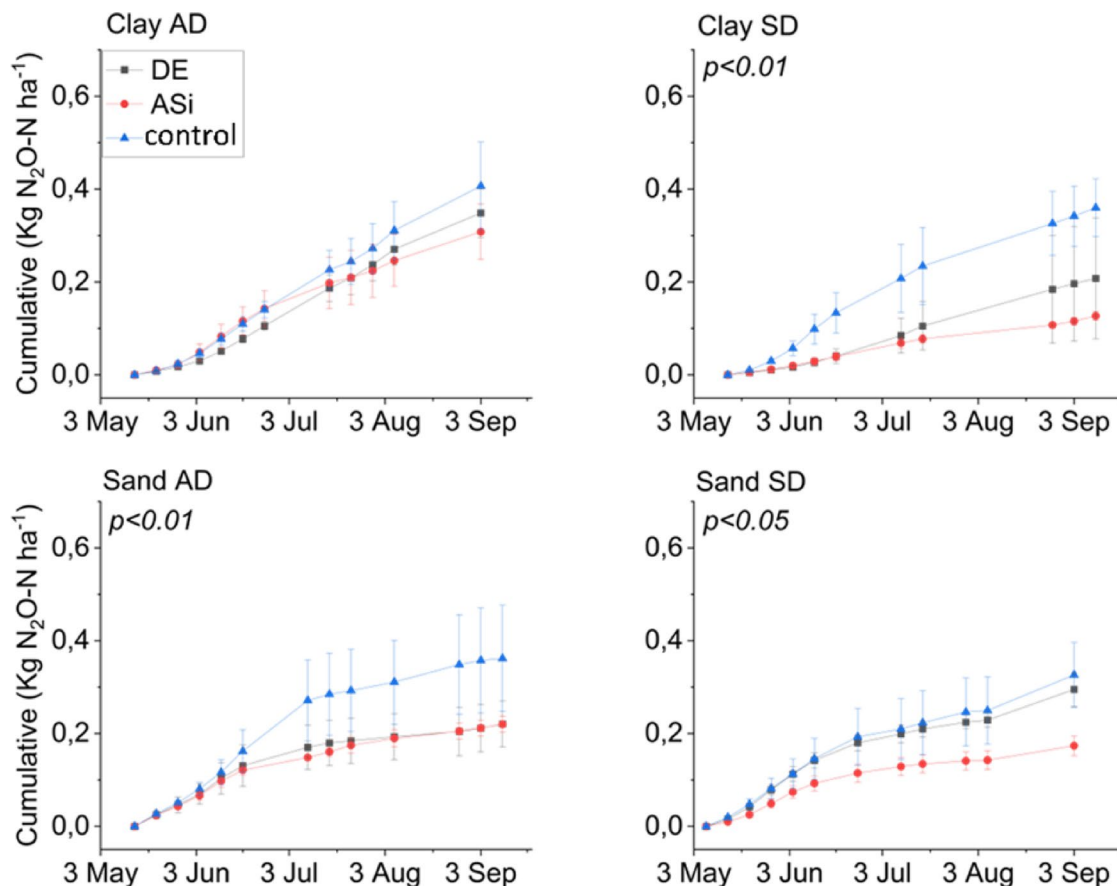 Clay AD
Clay SD
DE
ASi
control
p<0.01
Cumulative (Kg N₂O-N ha⁻¹)
0,6
0,4
0,2
0,0
3 May 3 Jun 3 Jul 3 Aug 3 Sep
0,6
0,4
0,2
0,0
3 May 3 Jun 3 Jul 3 Aug 3 Sep
Sand AD
Sand SD
p<0.01
p<0.05
Cumulative (Kg N₂O-N ha⁻¹)
0,6
0,4
0,2
0,0
3 May 3 Jun 3 Jul 3 Aug 3 Sep
0,6
0,4
0,2
0,0
3 May 3 Jun 3 Jul 3 Aug 3 Sep